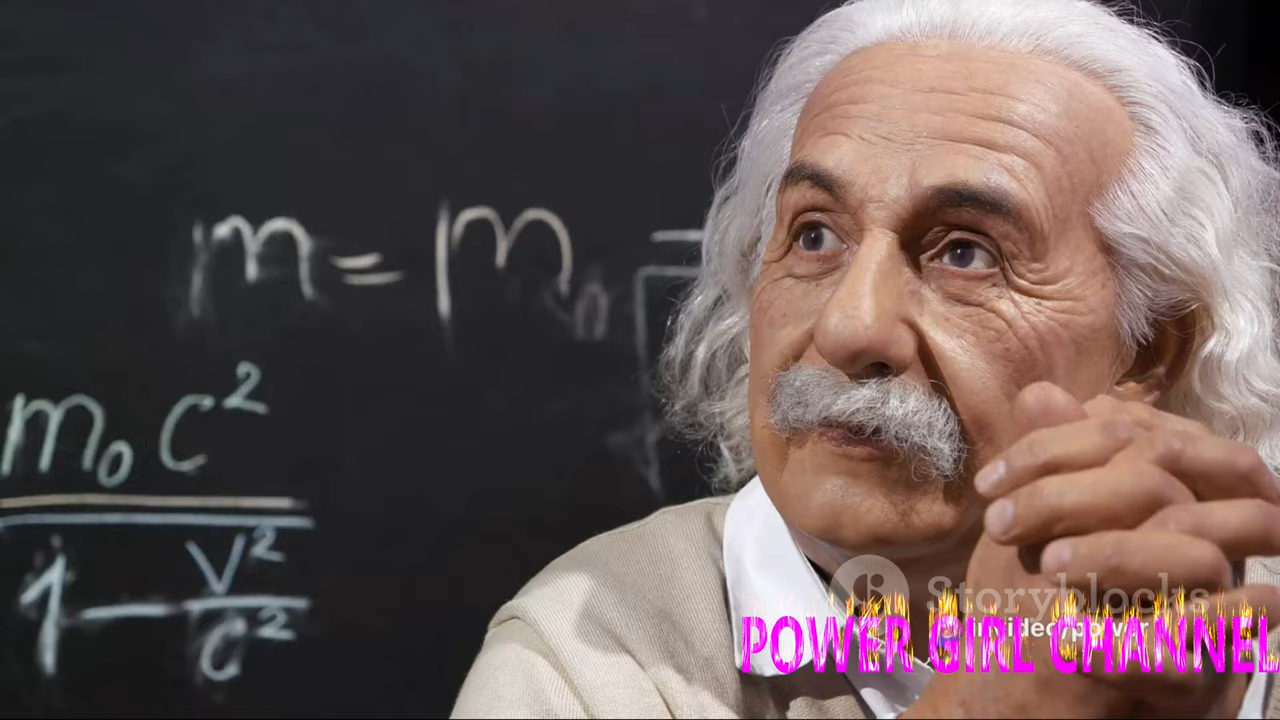 m = m₀
m₀c²
1 - v²
c²
Storyblocks
POWER GIRL CHANNEL